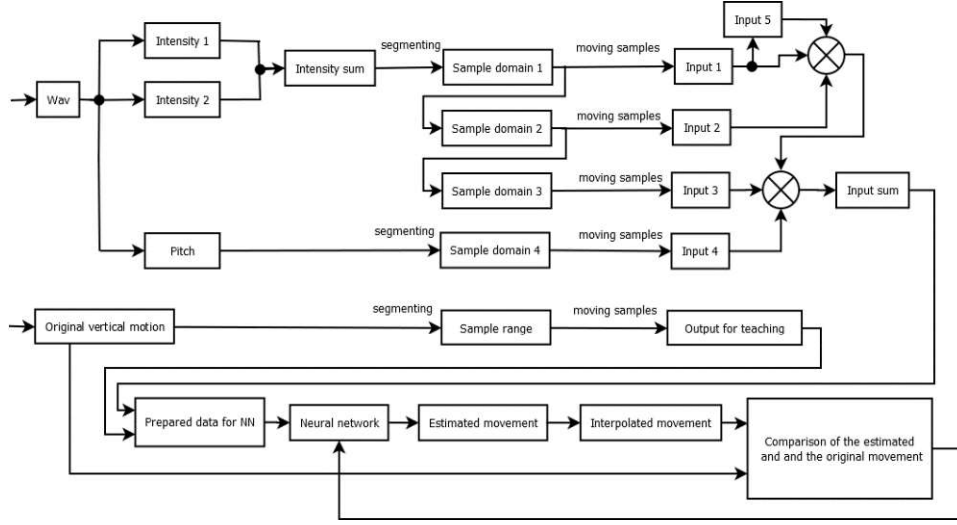 Input 5
Intensity 1
segmenting
moving samples
Intensity sum
Sample domain 1
Input 1
Wav
Intensity 2
moving samples
Sample domain 2
Input 2
moving samples
Sample domain 3
Input 3
Input sum
segmenting
moving samples
Pitch
Sample domain 4
Input 4
segmenting
moving samples
Original vertical motion
Sample range
Output for teaching
Prepared data for NN
Neural network
Estimated movement
Interpolated movement
Comparison of the estimated
and and the original movement